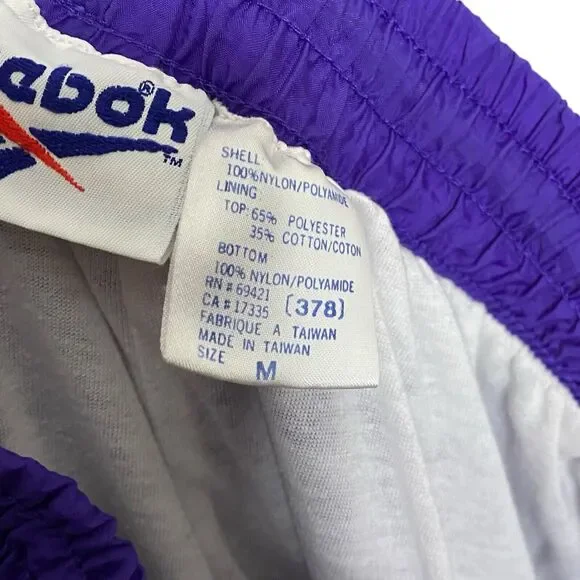 ebok®
TM
SHELL
100%NYLON/POLYAMIDE
LINING
TOP: 65% POLYESTER
35% COTTON/COTON
BOTTOM
100% NYLON/POLYAMIDE
RN # 69421
CA # 17335 (378)
FABRIQUE A TAIWAN
MADE IN TAIWAN
SIZE M